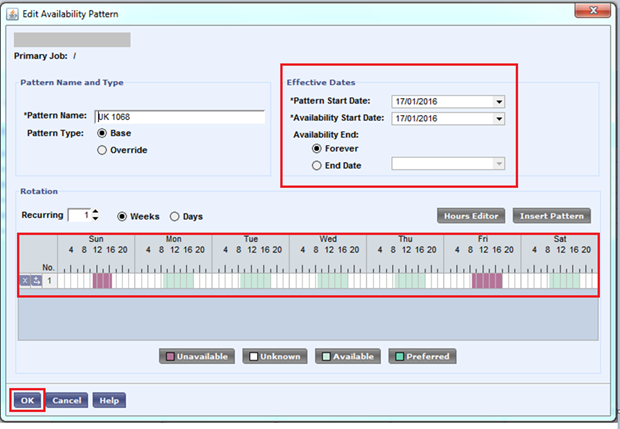 Edit Availability Pattern
Primary Job: /
Pattern Name and Type
*Pattern Name: UK 1068
Pattern Type: Base
Override
Effective Dates
*Pattern Start Date: 17/01/2016
*Availability Start Date: 17/01/2016
Availability End:
Forever
End Date
Rotation
Recurring 1 Weeks Days
Hours Editor Insert Pattern
Sun Mon Tue Wed Thu Fri Sat
4 8 12 16 20 4 8 12 16 20 4 8 12 16 20 4 8 12 16 20 4 8 12 16 20 4 8 12 16 20 4 8 12 16 20
No.
X 1
Unavailable Unknown Available Preferred
OK Cancel Help